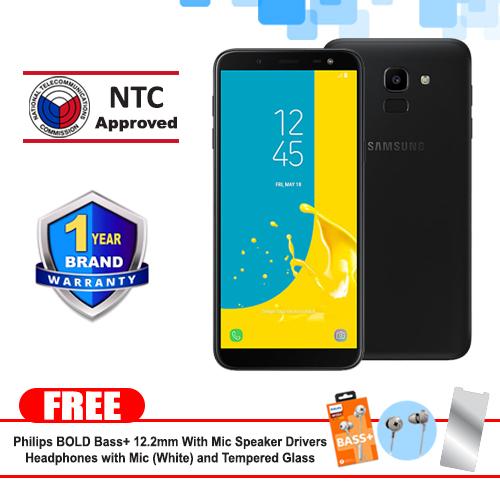 NATIONAL TELECOMMUNICATIONS
COMMISSION
NTC
Approved
1 YEAR
BRAND
WARRANTY
12
45
FRI, MAY 18
SAMSUNG
FREE
Philips BOLD Bass+ 12.2mm With Mic Speaker Drivers
Headphones with Mic (White) and Tempered Glass
PHILIPS
BASS+